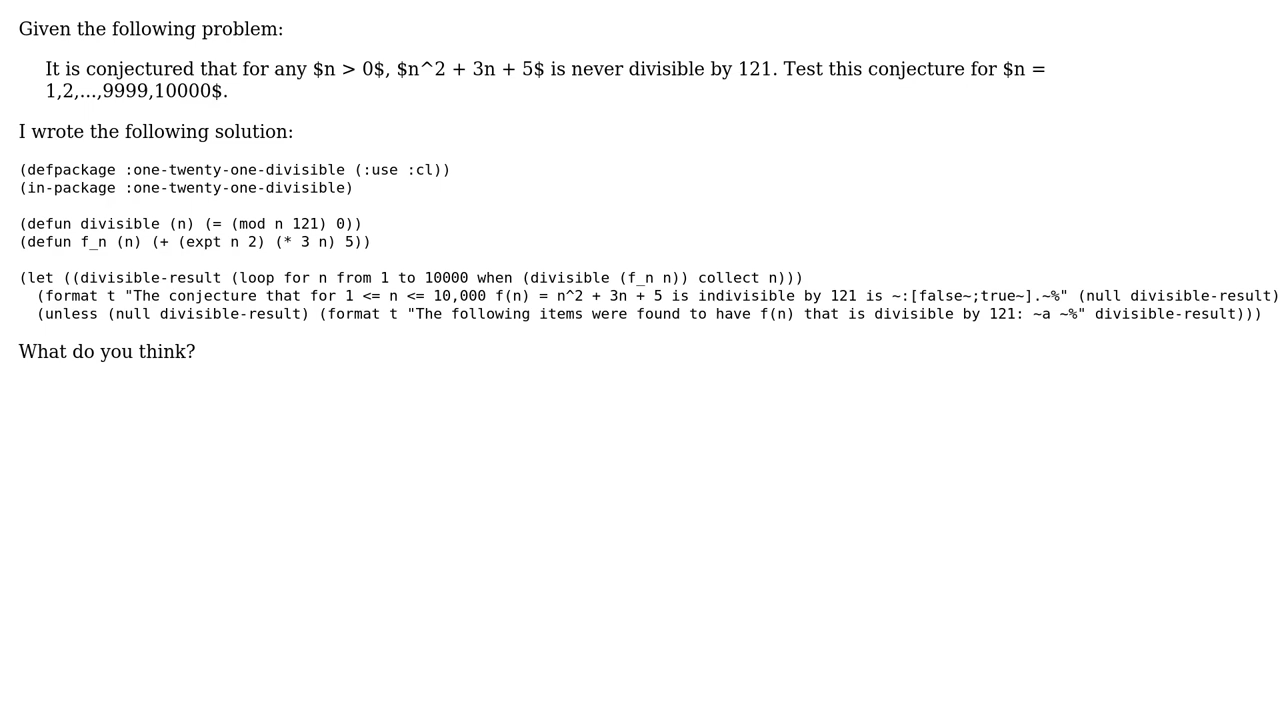 Given the following problem:
It is conjectured that for any $n > 0$, $n^2 + 3n + 5$ is never divisible by 121. Test this conjecture for $n =
1,2,...,9999,10000$.
I wrote the following solution:
(defpackage :one-twenty-one-divisible (:use :cl))
(in-package :one-twenty-one-divisible)
(defun divisible (n) (= (mod n 121) 0))
(defun f_n (n) (+ (expt n 2) (* 3 n) 5))
(let ((divisible-result (loop for n from 1 to 10000 when (divisible (f_n n)) collect n)))
  (format t "The conjecture that for 1 <= n <= 10,000 f(n) = n^2 + 3n + 5 is indivisible by 121 is ~:[false~;true~].~%" (null divisible-result)
  (unless (null divisible-result) (format t "The following items were found to have f(n) that is divisible by 121: ~a ~%" divisible-result)))
What do you think?